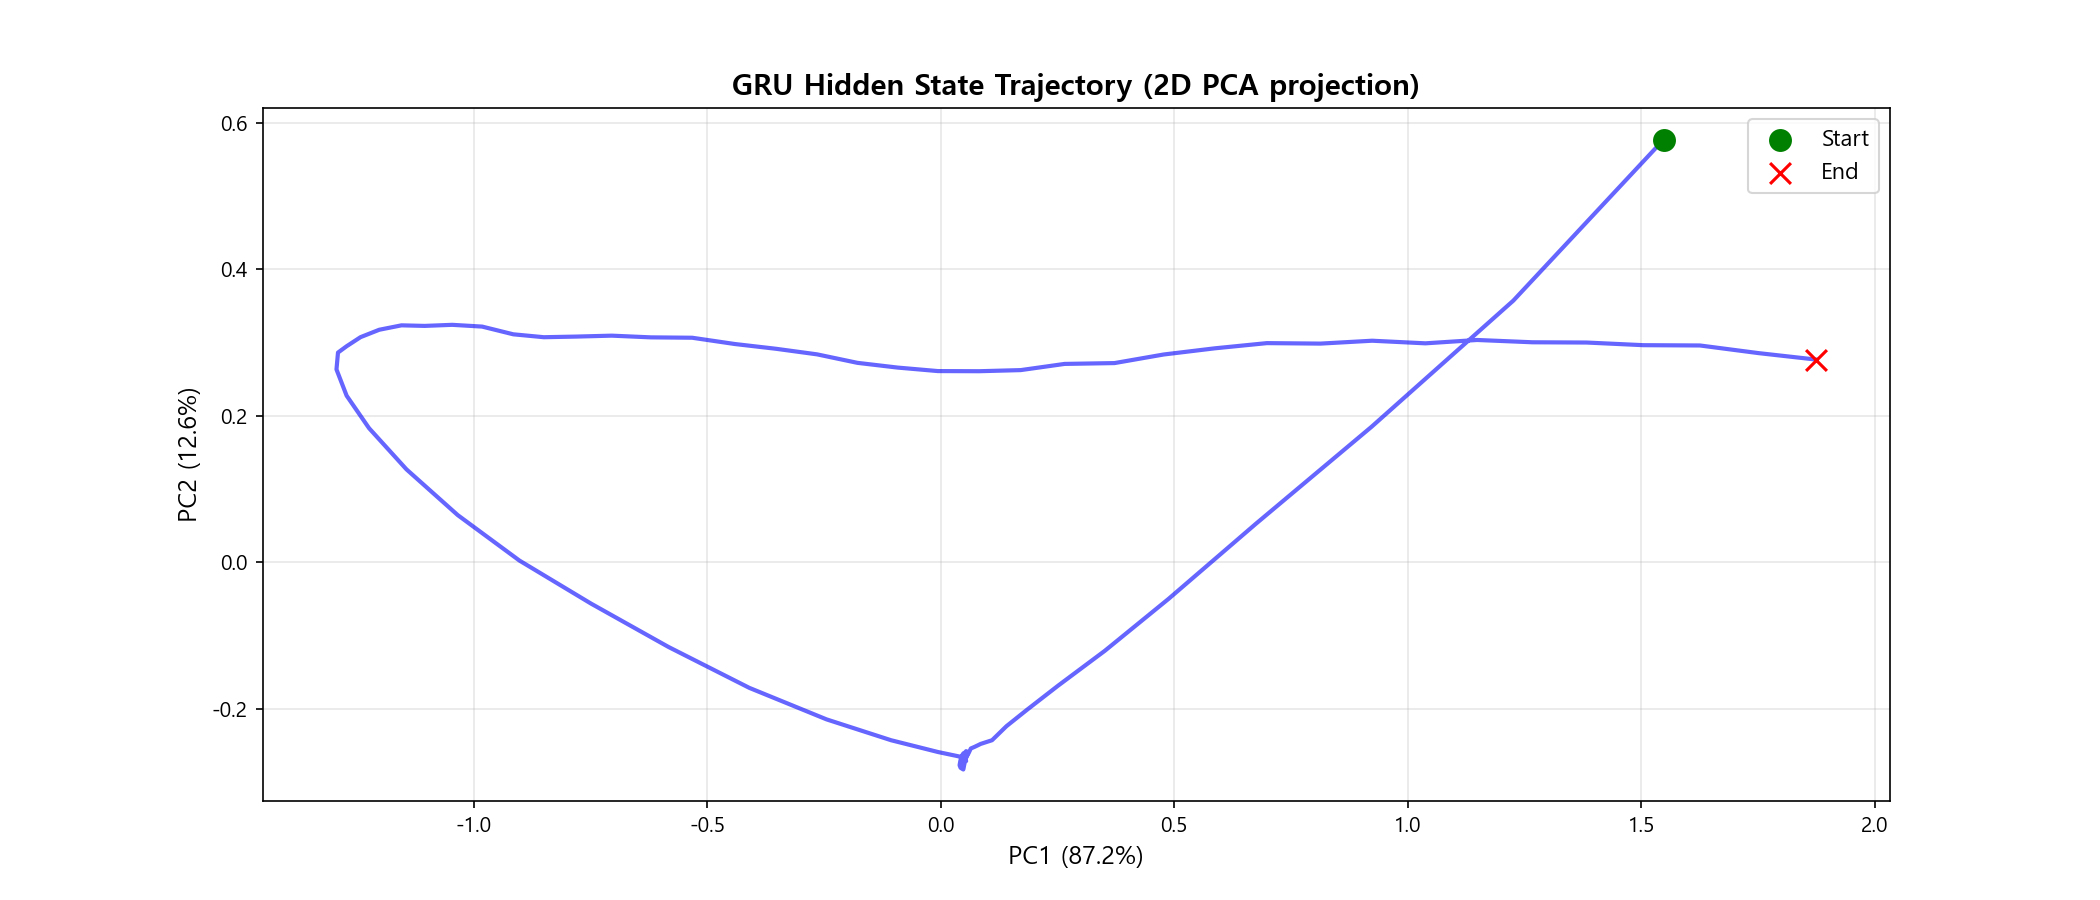 GRU Hidden State Trajectory (2D PCA projection)
Start
End
0.6
0.4
0.2
0.0
-0.2
PC2 (12.6%)
-1.0 -0.5 0.0 0.5 1.0 1.5 2.0
PC1 (87.2%)